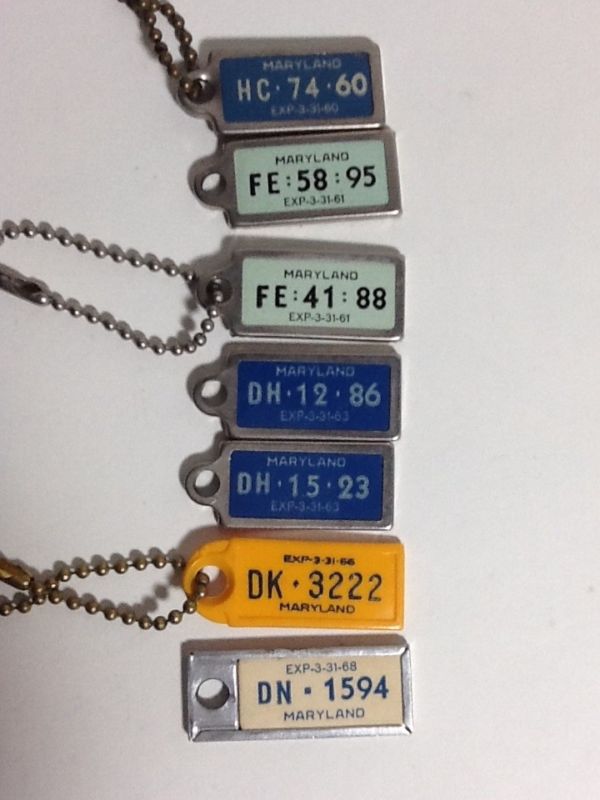 MARYLAND
HC·74·60
EXP-3-31-60
MARYLAND
FE:58:95
EXP-3-31-61
MARYLAND
FE:41:88
EXP-3-31-61
MARYLAND
DH·12·86
EXP-3-31-63
MARYLAND
DH·15·23
EXP-3-31-63
EXP-3-31-66
DK·3222
MARYLAND
EXP-3-31-68
DN·1594
MARYLAND